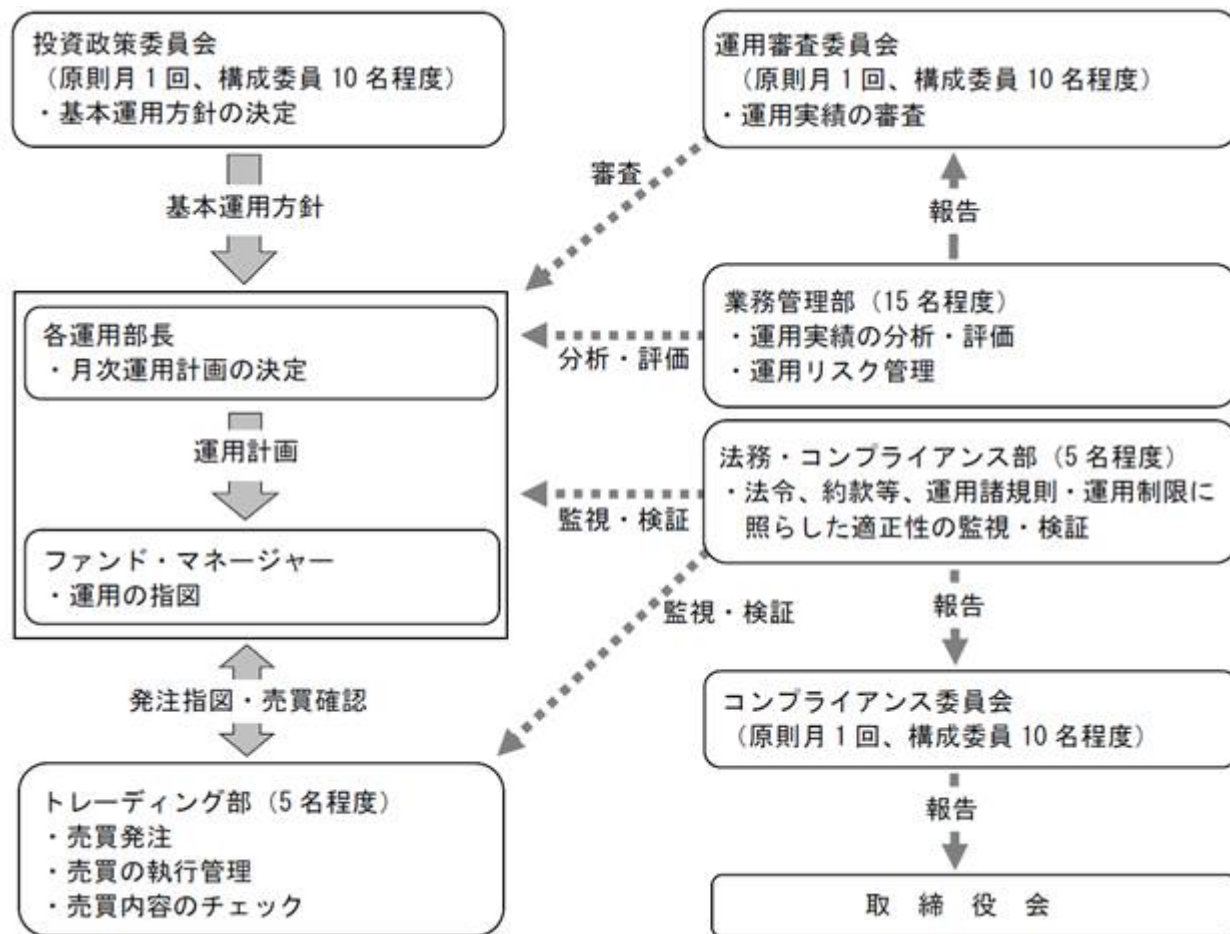 投資政策委員会
（原則月１回、構成委員 10 名程度）
・基本運用方針の決定
基本運用方針
各運用部長
・月次運用計画の決定
運用計画
ファンド・マネージャー
・運用の指図
発注指図・売買確認
トレーディング部（5 名程度）
・売買発注
・売買の執行管理
・売買内容のチェック
運用審査委員会
（原則月１回、構成委員 10 名程度）
・運用実績の審査
審査
報告
業務管理部（15 名程度）
・運用実績の分析・評価
・運用リスク管理
分析・評価
法務・コンプライアンス部（5 名程度）
・法令、約款等、運用諸規則・運用制限に
照らした適正性の監視・検証
監視・検証
監視・検証
報告
コンプライアンス委員会
（原則月１回、構成委員 10 名程度）
報告
取　締　役　会